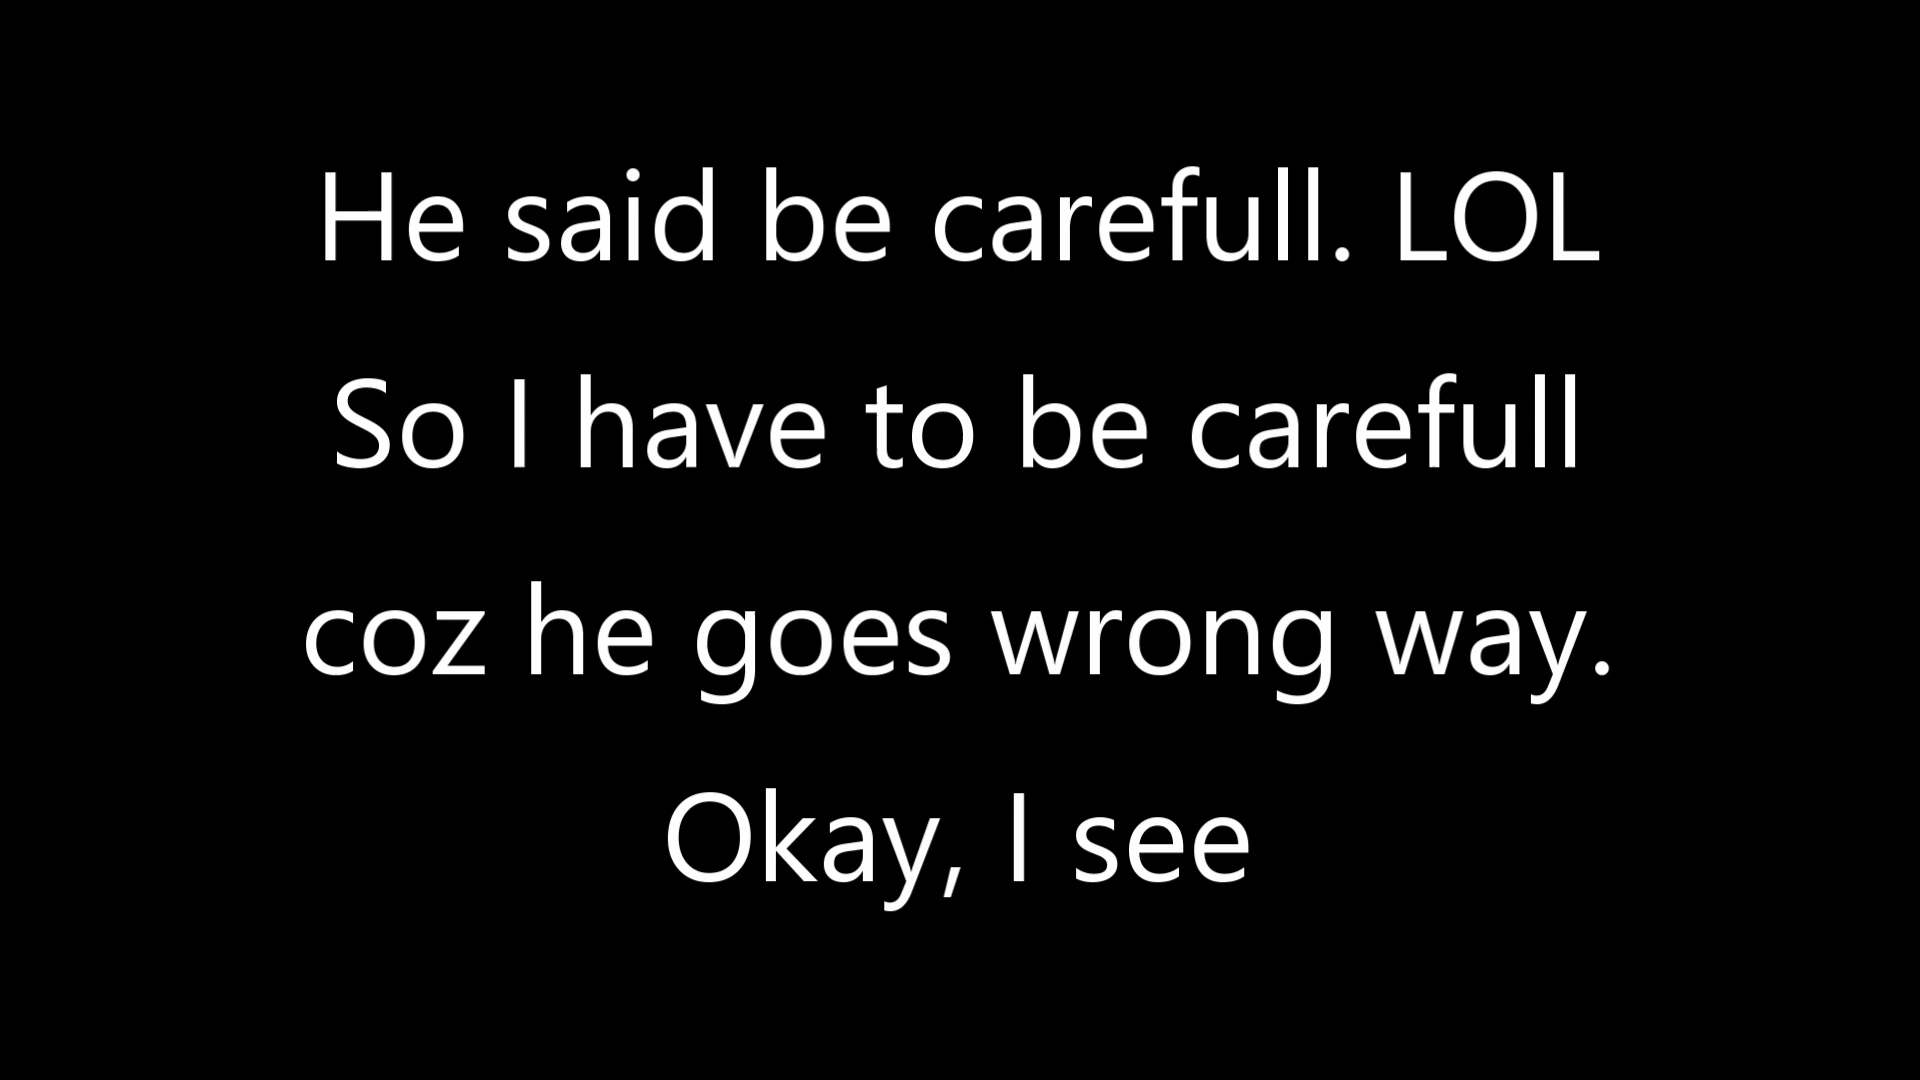 He said be carefull. LOL
So I have to be carefull
coz he goes wrong way.
Okay, I see